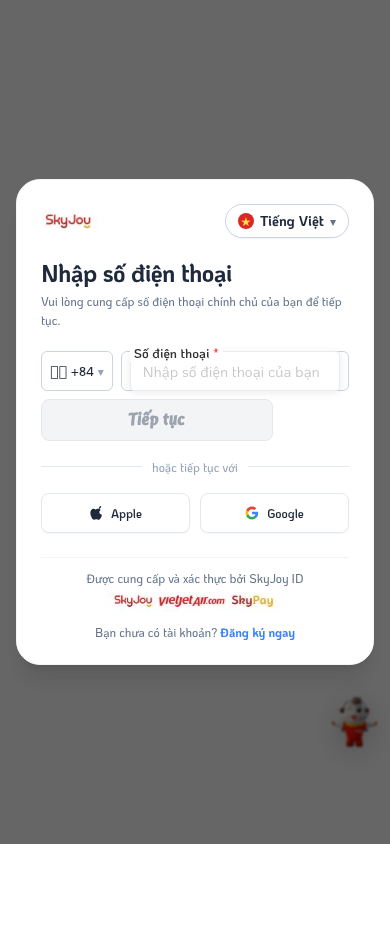 SkyJoy
Tiếng Việt
Nhập số điện thoại
Vui lòng cung cấp số điện thoại chính chủ của bạn để tiếp
tục.
Số điện thoại *
+84
Nhập số điện thoại của bạn
Tiếp tục
hoặc tiếp tục với
Apple
Google
Được cung cấp và xác thực bởi SkyJoy ID
SkyJoy vietjetAir.com SkyPay
Bạn chưa có tài khoản? Đăng ký ngay